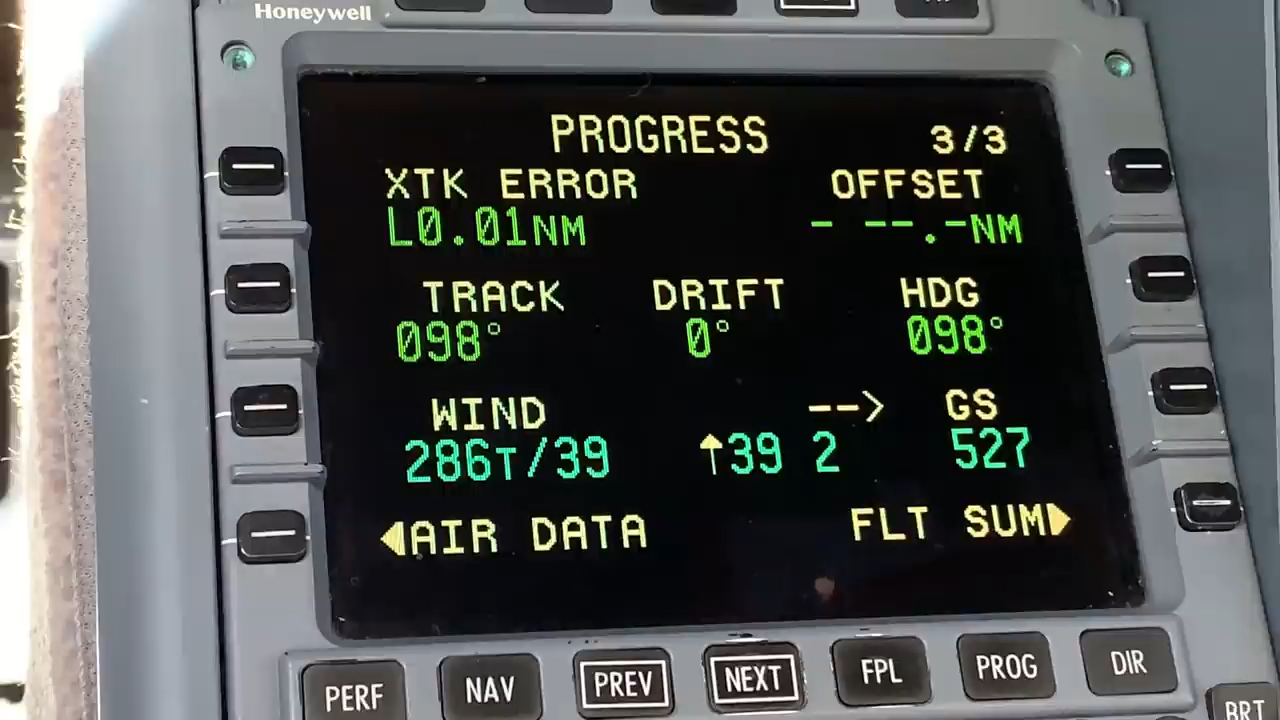 Honeywell
PROGRESS 3/3
XTK ERROR OFFSET
L0.01NM - --.-NM
TRACK DRIFT HDG
098° 0° 098°
WIND --> GS
286T/39 ↑39 2 527
◀AIR DATA FLT SUM▶
PERF NAV PREV NEXT FPL PROG DIR
BRT